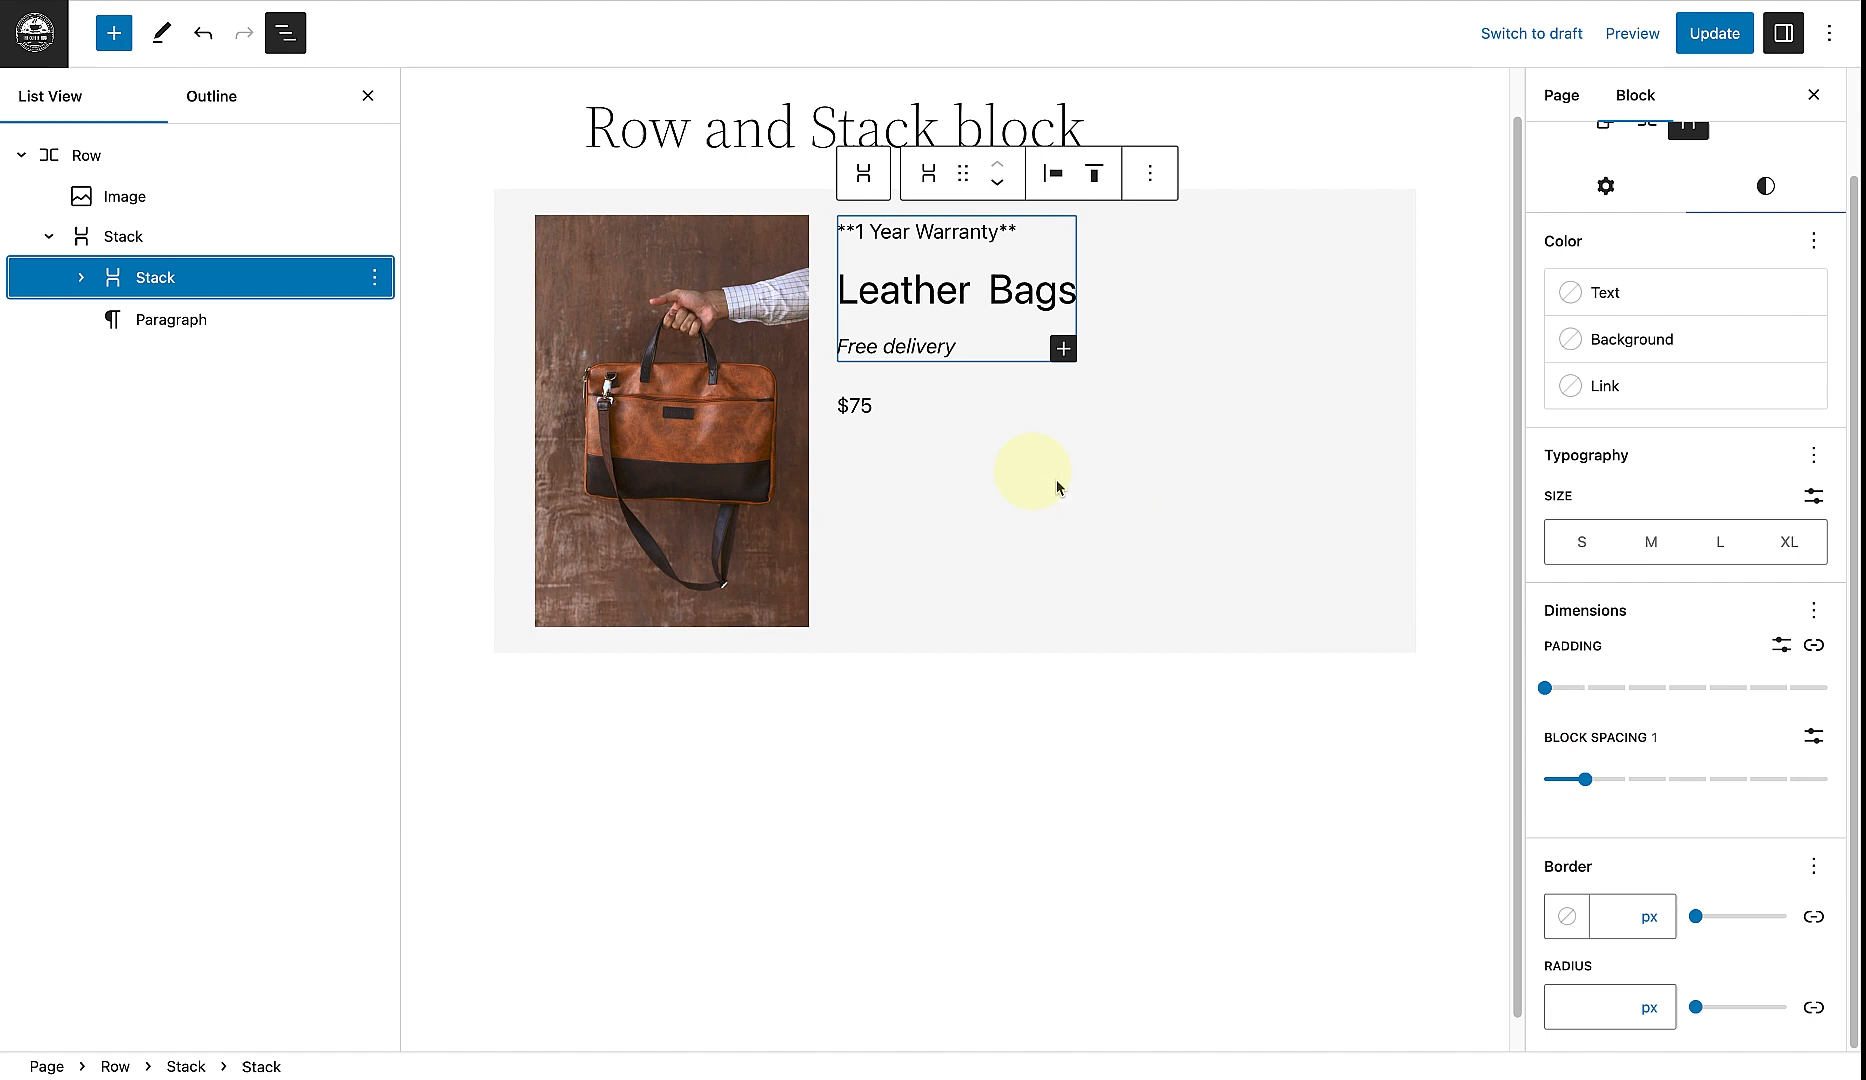 Switch to draft
Preview
Update
List View
Outline
Row
Image
Stack
Stack
Paragraph
Row and Stack block
**1 Year Warranty**
Leather Bags
Free delivery
$75
Page
Block
Color
Text
Background
Link
Typography
SIZE
S M L XL
Dimensions
PADDING
BLOCK SPACING 1
Border
px
RADIUS
px
Page > Row > Stack > Stack